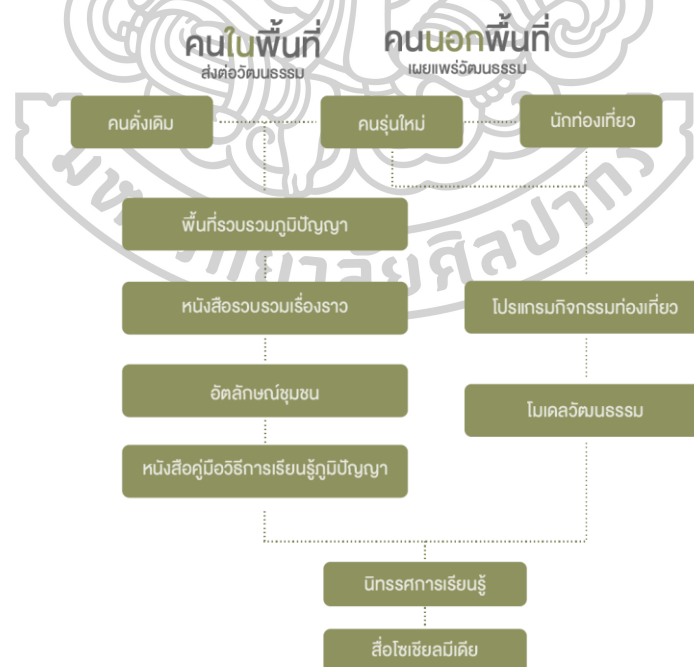 คนในพื้นที่
ส่งต่อวัฒนธรรม
คนนอกพื้นที่
เผยแพร่วัฒนธรรม
คนดั่งเดิม
คนรุ่นใหม่
นักท่องเที่ยว
พื้นที่รวบรวมภูมิปัญญา
หนังสือรวบรวมเรื่องราว
โปรแกรมกิจกรรมท่องเที่ยว
อัตลักษณ์ชุมชน
โมเดลวัฒนธรรม
หนังสือคู่มือวิธีการเรียนรู้ภูมิปัญญา
นิทรรศการเรียนรู้
สื่อโซเชียลมีเดีย